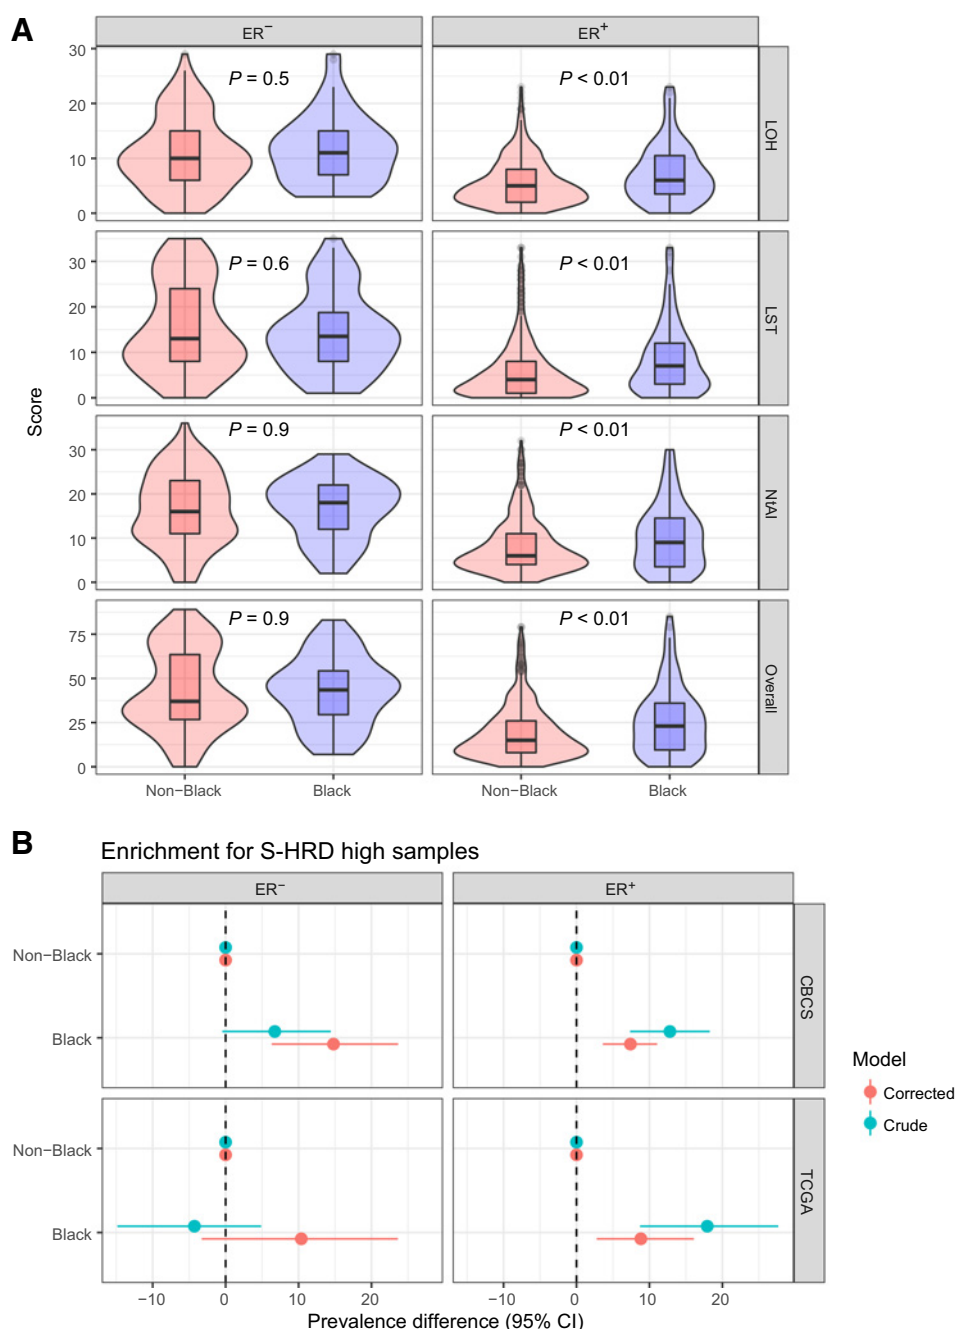 A
ER−
ER+
30
20
10
0
P = 0.5
P < 0.01
LOH
30
20
10
0
P = 0.6
P < 0.01
LST
Score
30
20
10
0
P = 0.9
P < 0.01
NtAI
75
50
25
0
P = 0.9
P < 0.01
Overall
Non−Black
Black
Non−Black
Black
B
Enrichment for S-HRD high samples
ER−
ER+
Non−Black
Black
CBCS
Non−Black
Black
TCGA
Model
Corrected
Crude
−10
0
10
20
−10
0
10
20
Prevalence difference (95% CI)